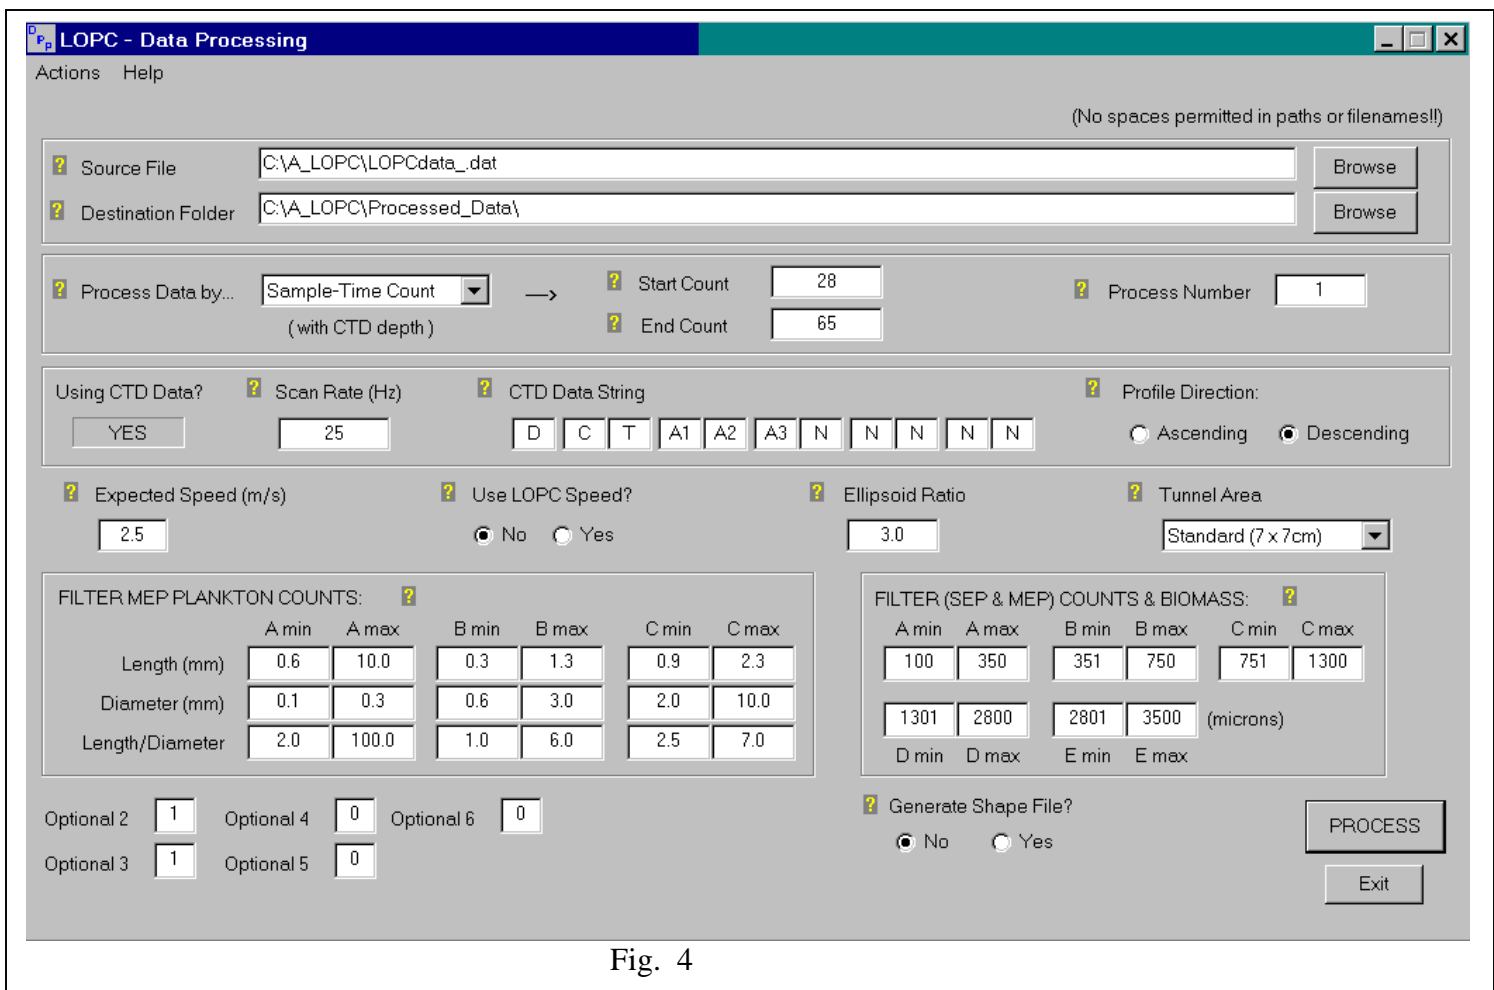 DPp LOPC - Data Processing
Actions Help
(No spaces permitted in paths or filenames!!)
? Source File C:\A_LOPC\LOPCdata_.dat Browse
? Destination Folder C:\A_LOPC\Processed_Data\ Browse
? Process Data by... Sample-Time Count —> ? Start Count 28 ? Process Number 1
(with CTD depth) ? End Count 65
Using CTD Data? ? Scan Rate (Hz) ? CTD Data String ? Profile Direction:
YES 25 D C T A1 A2 A3 N N N N N Ascending Descending
? Expected Speed (m/s) ? Use LOPC Speed? ? Ellipsoid Ratio ? Tunnel Area
2.5 No Yes 3.0 Standard (7 x 7cm)
FILTER MEP PLANKTON COUNTS: ?
A min A max B min B max C min C max
Length (mm) 0.6 10.0 0.3 1.3 0.9 2.3
Diameter (mm) 0.1 0.3 0.6 3.0 2.0 10.0
Length/Diameter 2.0 100.0 1.0 6.0 2.5 7.0
FILTER (SEP & MEP) COUNTS & BIOMASS: ?
A min A max B min B max C min C max
100 350 351 750 751 1300
1301 2800 2801 3500 (microns)
D min D max E min E max
Optional 2 1 Optional 4 0 Optional 6 0
Optional 3 1 Optional 5 0
? Generate Shape File?
No Yes
PROCESS
Exit
Fig. 4